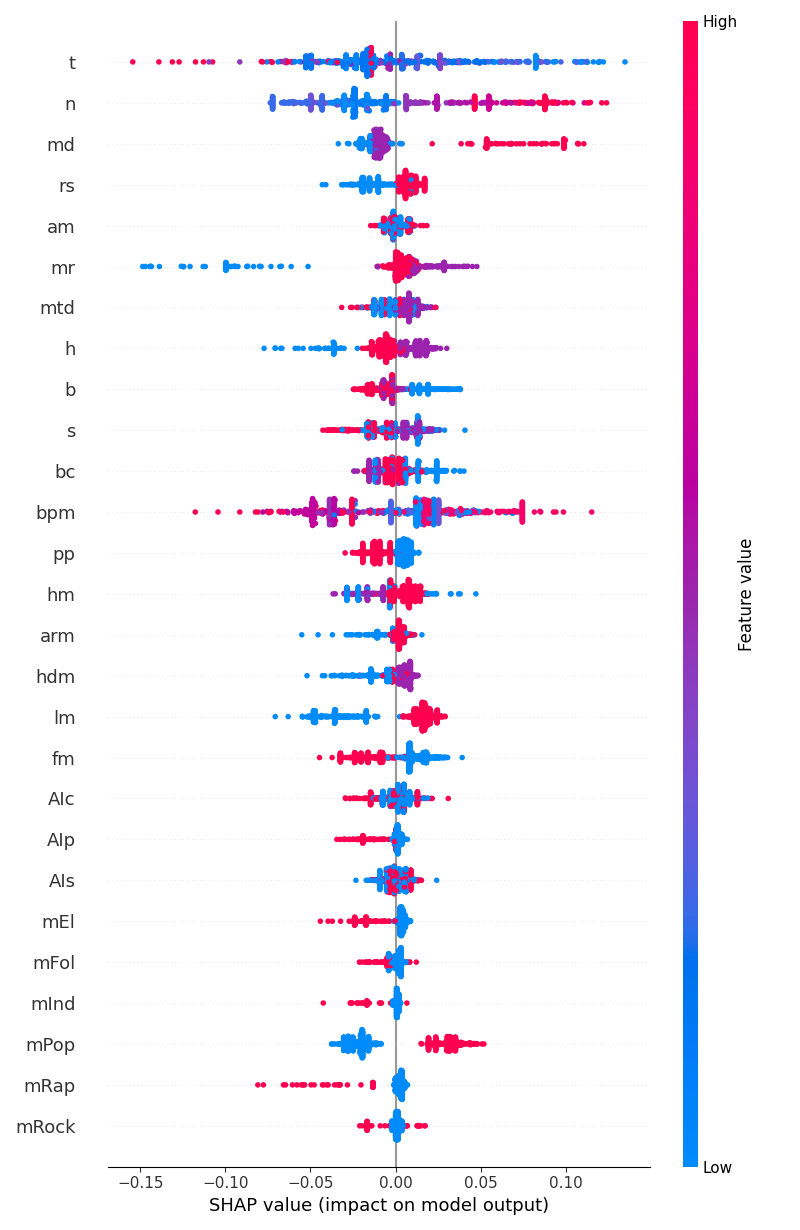 High
t
n
md
rs
am
mr
mtd
h
b
s
bc
bpm
pp
hm
arm
hdm
lm
fm
AIc
AIp
AIs
mEl
mFol
mInd
mPop
mRap
mRock
Feature value
Low
−0.15 −0.10 −0.05 0.00 0.05 0.10
SHAP value (impact on model output)